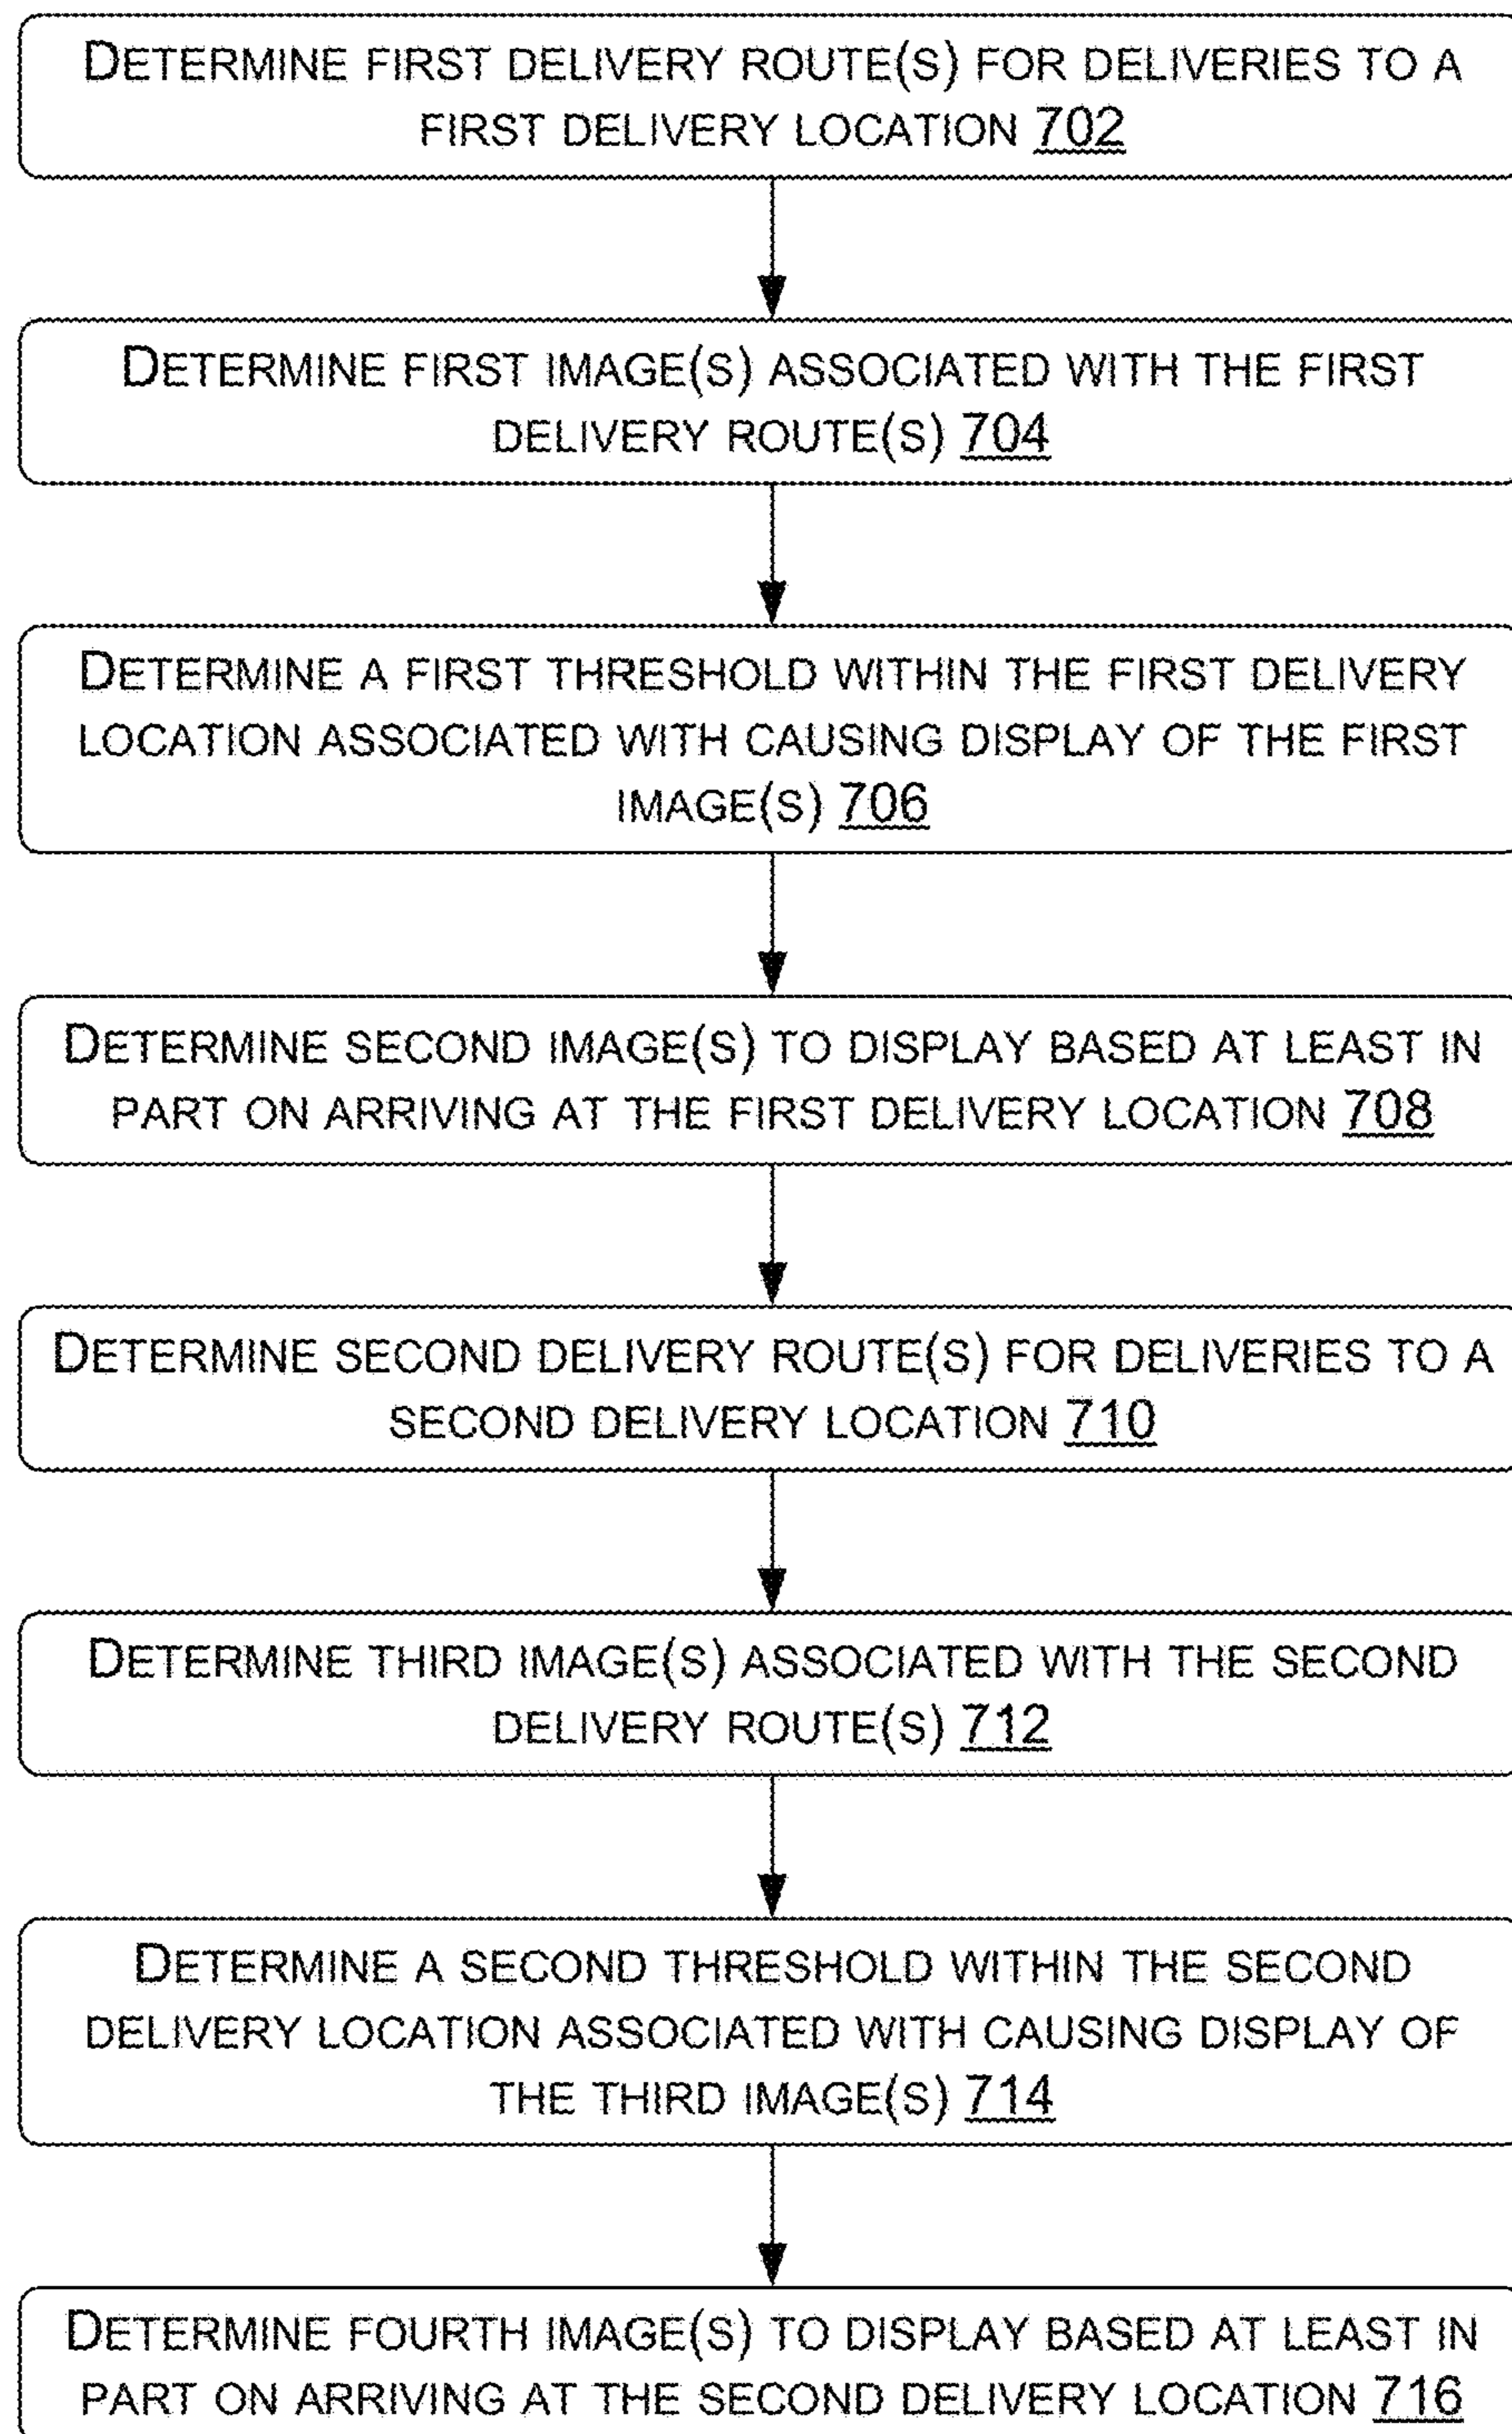 DETERMINE FIRST DELIVERY ROUTE(S) FOR DELIVERIES TO A
FIRST DELIVERY LOCATION 702
DETERMINE FIRST IMAGE(S) ASSOCIATED WITH THE FIRST
DELIVERY ROUTE(S) 704
DETERMINE A FIRST THRESHOLD WITHIN THE FIRST DELIVERY
LOCATION ASSOCIATED WITH CAUSING DISPLAY OF THE FIRST
IMAGE(S) 706
DETERMINE SECOND IMAGE(S) TO DISPLAY BASED AT LEAST IN
PART ON ARRIVING AT THE FIRST DELIVERY LOCATION 708
DETERMINE SECOND DELIVERY ROUTE(S) FOR DELIVERIES TO A
SECOND DELIVERY LOCATION 710
DETERMINE THIRD IMAGE(S) ASSOCIATED WITH THE SECOND
DELIVERY ROUTE(S) 712
DETERMINE A SECOND THRESHOLD WITHIN THE SECOND
DELIVERY LOCATION ASSOCIATED WITH CAUSING DISPLAY OF
THE THIRD IMAGE(S) 714
DETERMINE FOURTH IMAGE(S) TO DISPLAY BASED AT LEAST IN
PART ON ARRIVING AT THE SECOND DELIVERY LOCATION 716